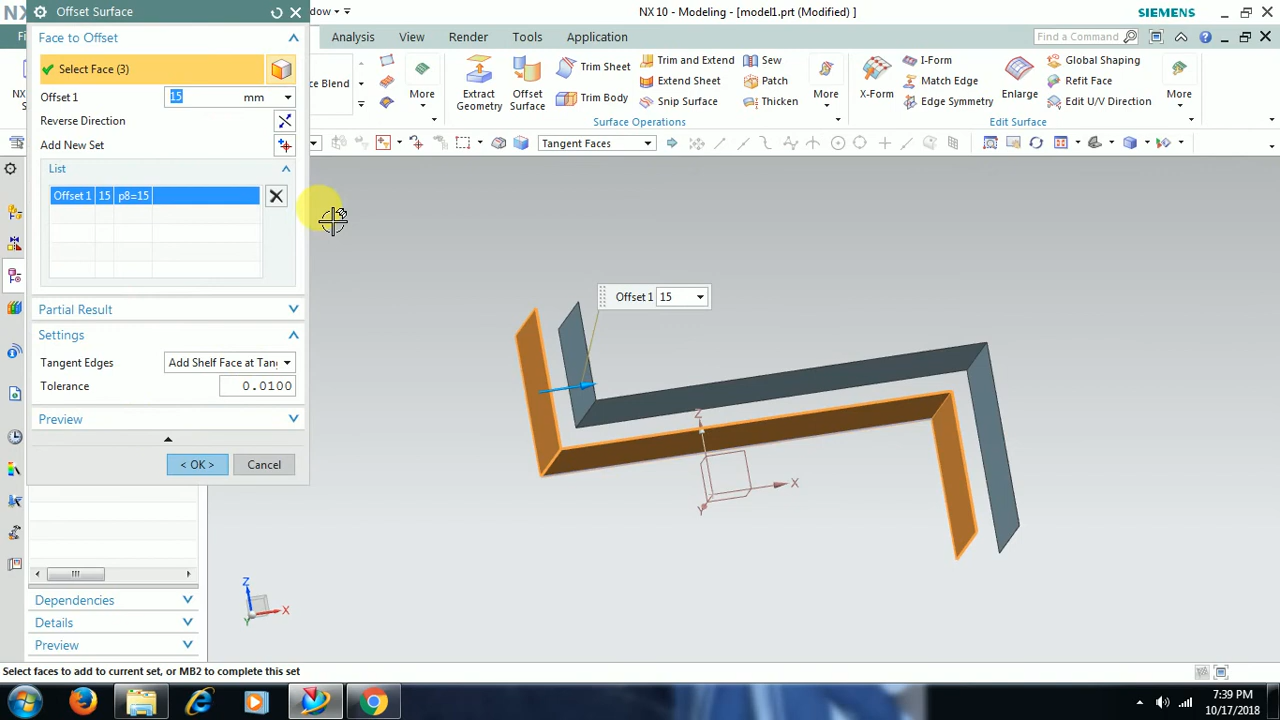 NX
Offset Surface
dow
NX 10 - Modeling - [model1.prt (Modified) ]
SIEMENS
Analysis
View
Render
Tools
Application
Find a Command
Face to Offset
Select Face (3)
Offset 1
15
mm
Reverse Direction
Add New Set
List
Offset 1 15 p8=15
Partial Result
Settings
Tangent Edges
Add Shelf Face at Tan
Tolerance
0.0100
Preview
< OK >
Cancel
ce Blend
More
Extract Geometry
Offset Surface
Trim Sheet
Trim Body
Trim and Extend
Extend Sheet
Snip Surface
Sew
Patch
Thicken
More
Surface Operations
X-Form
I-Form
Match Edge
Enlarge
Global Shaping
Refit Face
Edit U/V Direction
More
Edit Surface
Tangent Faces
Offset 1 15
Z
X
Y
Z
X
Y
Dependencies
Details
Preview
Select faces to add to current set, or MB2 to complete this set
7:39 PM
10/17/2018